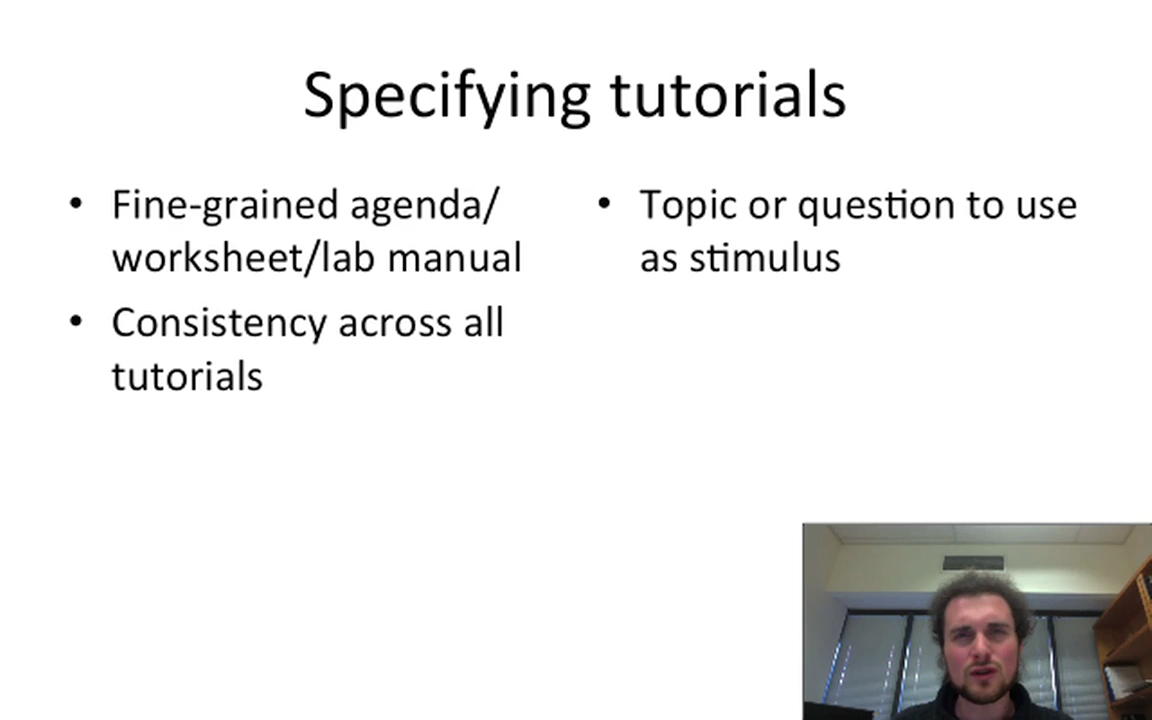 Specifying tutorials
• Fine-grained agenda/
worksheet/lab manual
• Consistency across all
tutorials
• Topic or question to use
as stimulus